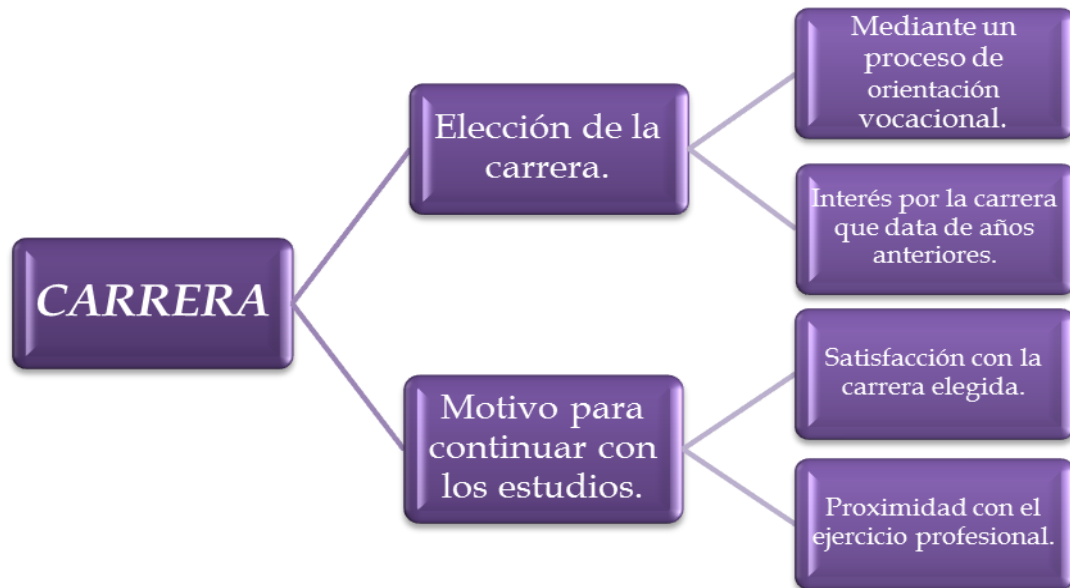 CARRERA
Elección de la
carrera.
Mediante un
proceso de
orientación
vocacional.
Interés por la carrera
que data de años
anteriores.
Motivo para
continuar con
los estudios.
Satisfacción con la
carrera elegida.
Proximidad con el
ejercicio profesional.